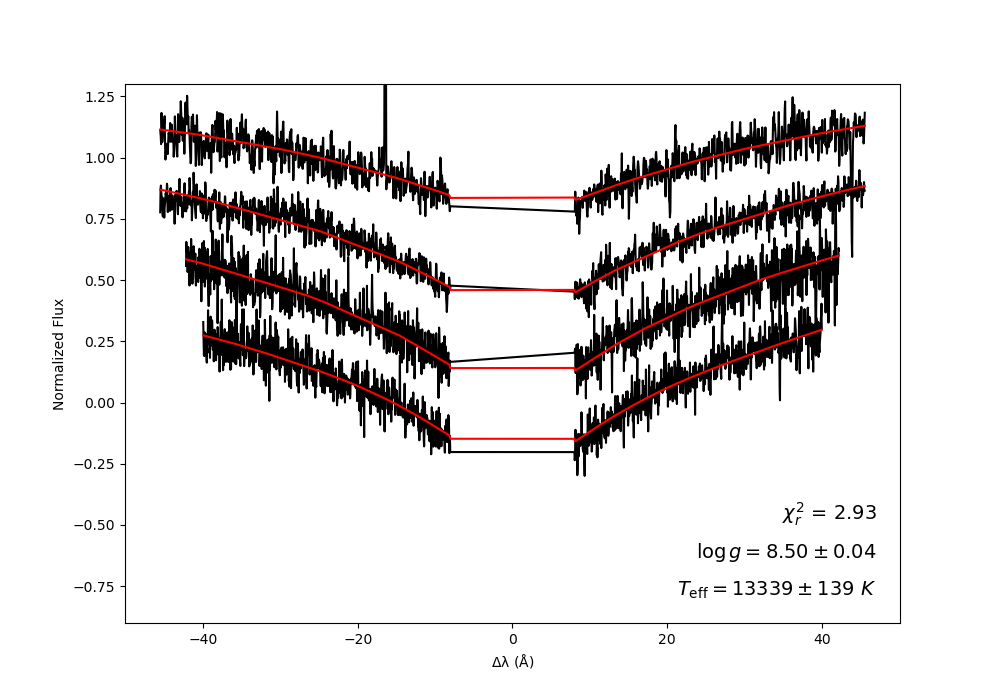 Normalized Flux
1.25
1.00
0.75
0.50
0.25
0.00
−0.25
−0.50
−0.75
χ²ᵣ = 2.93
log g = 8.50 ± 0.04
T_eff = 13339 ± 139 K
−40
−20
0
20
40
Δλ (Å)